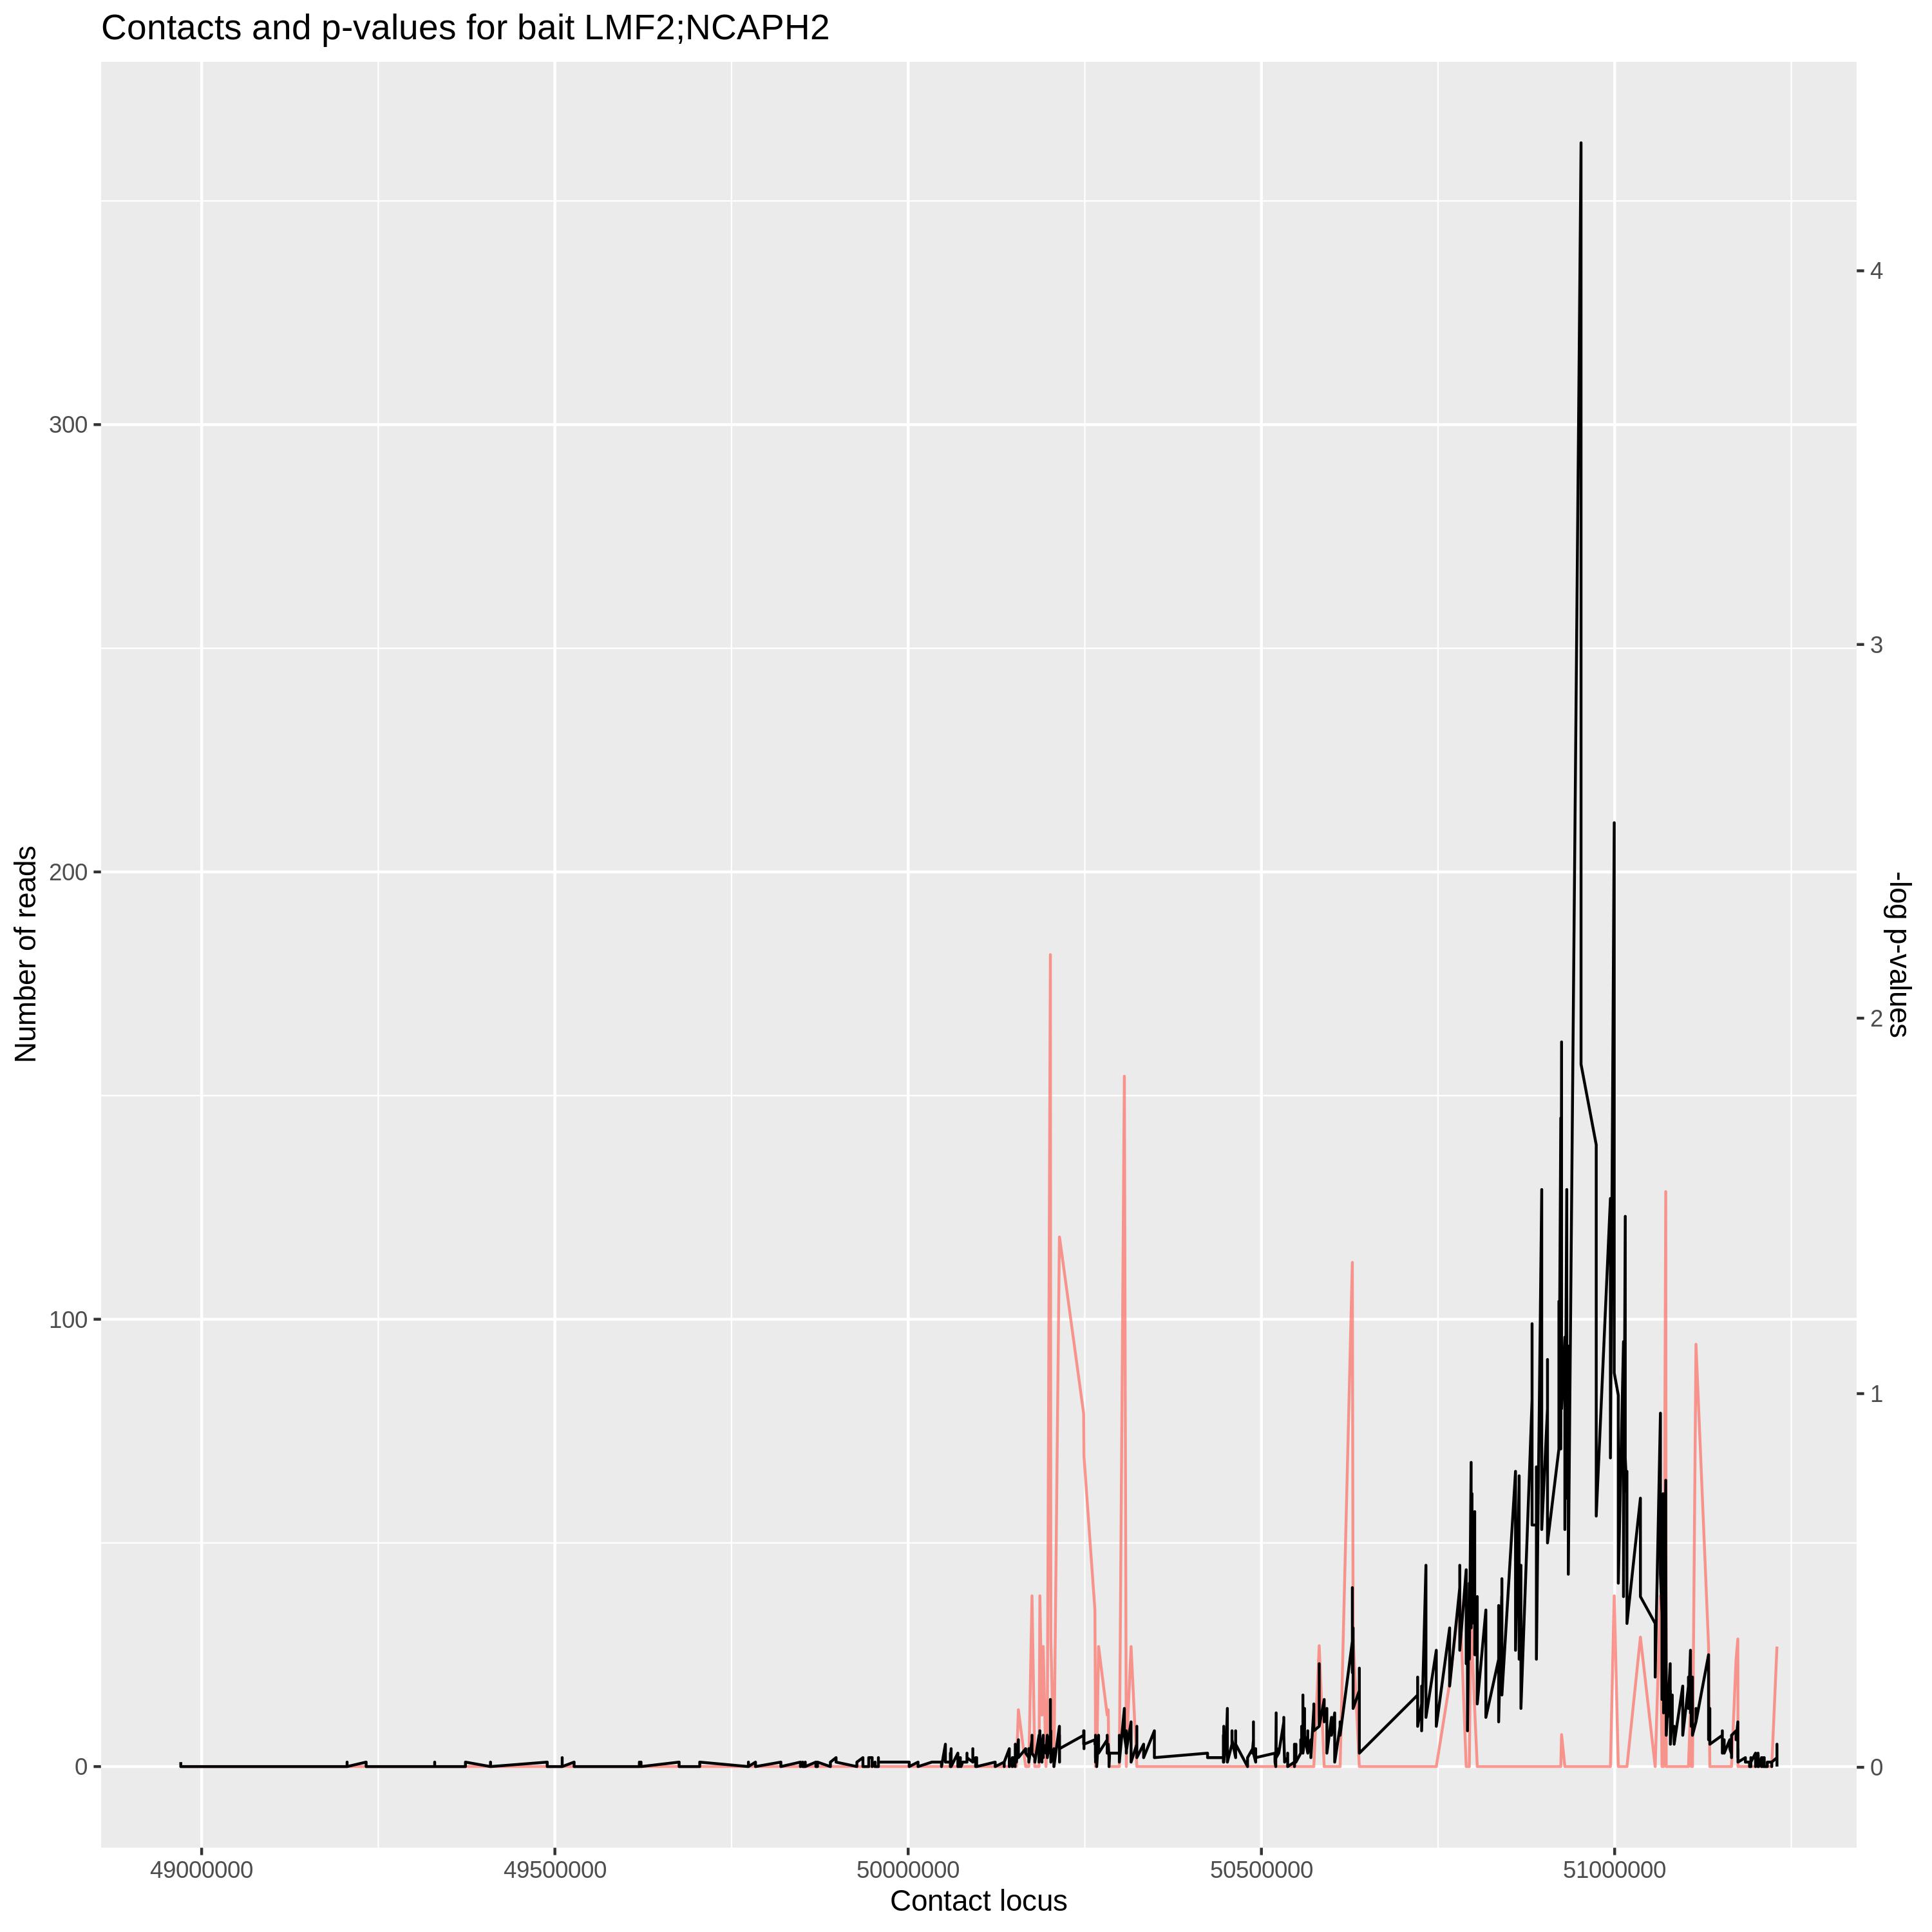 Contacts and p-values for bait LMF2;NCAPH2
Number of reads
300
200
100
0
4
3
2
1
0
-log p-values
49000000 49500000 50000000 50500000 51000000
Contact locus